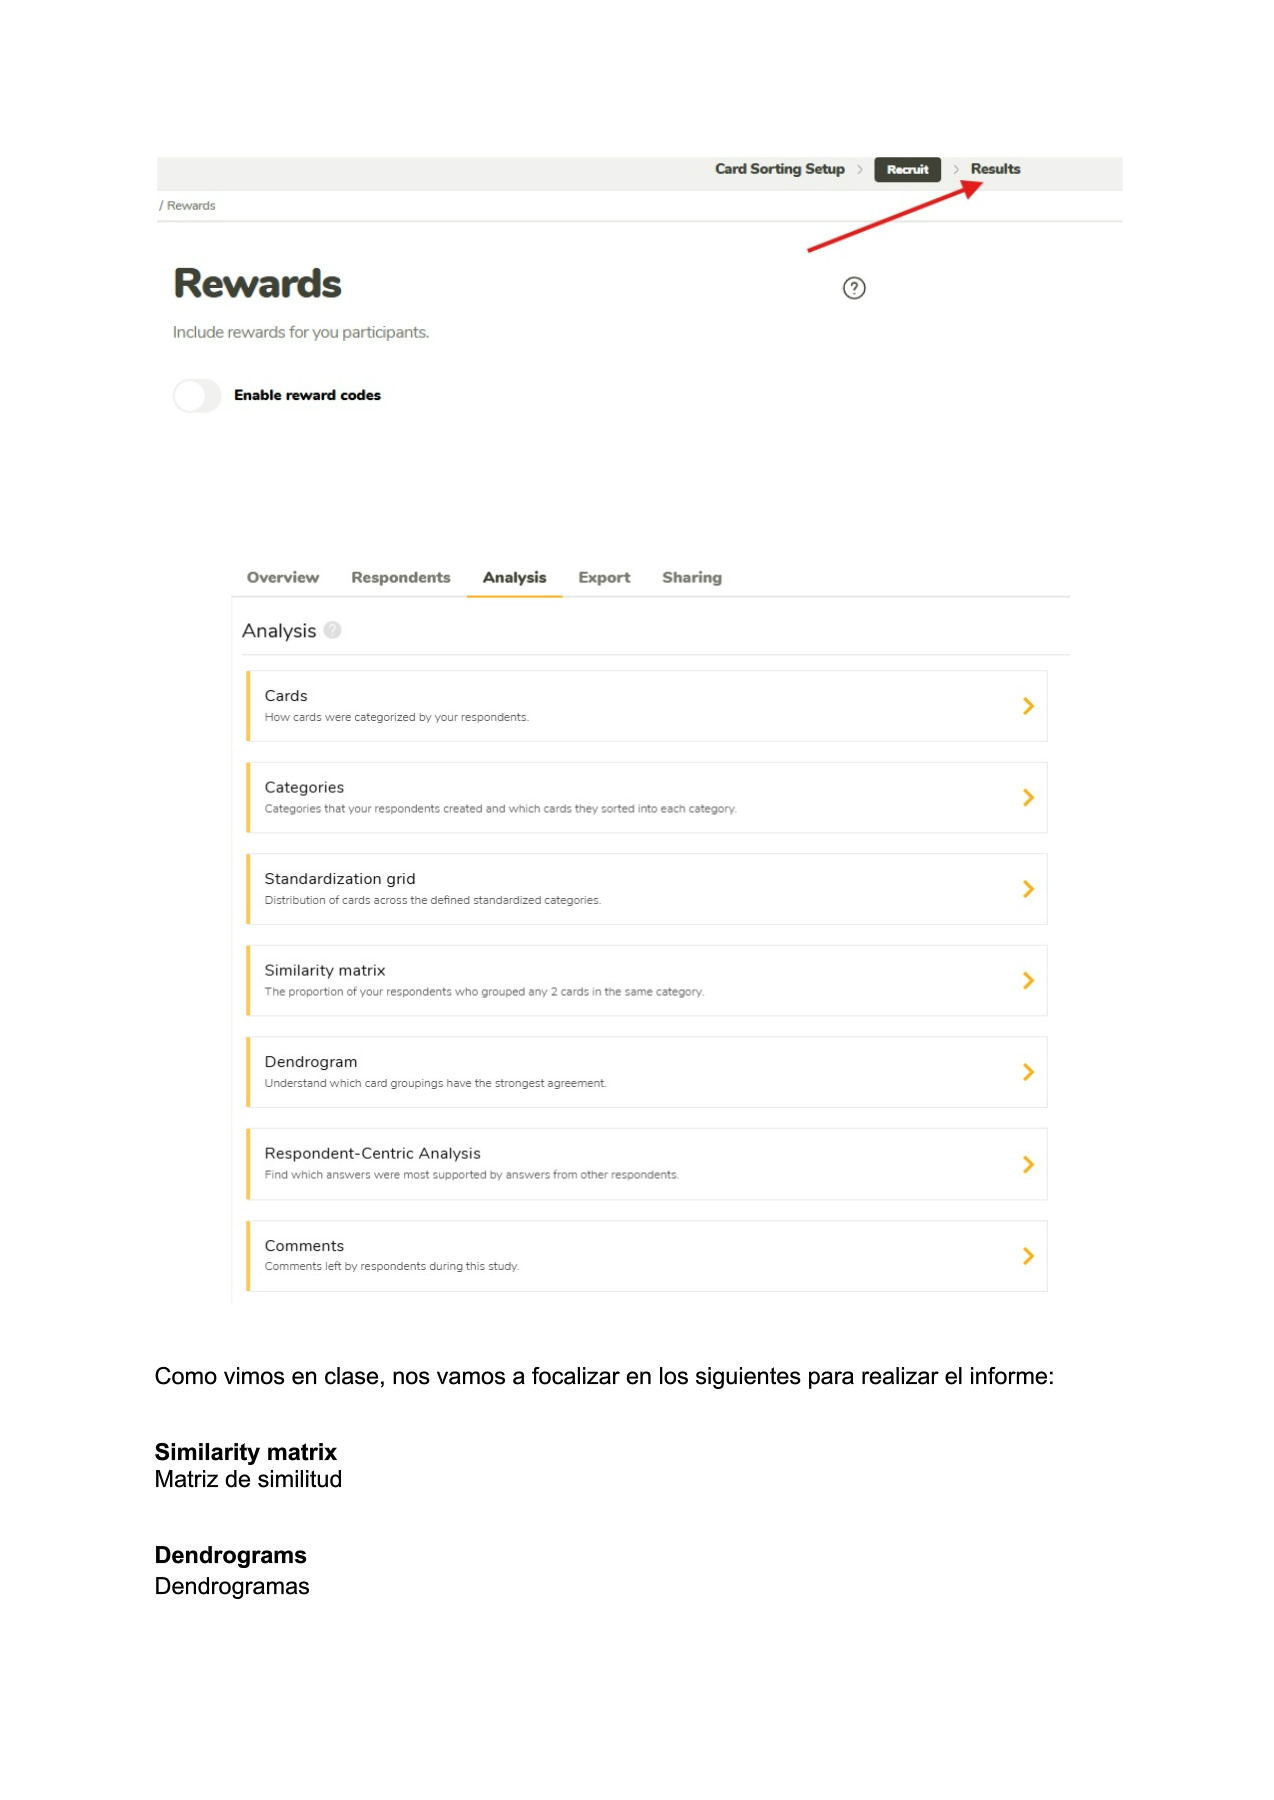 Card Sorting Setup > Recruit > Results
/ Rewards
Rewards
?
Include rewards for you participants.
Enable reward codes
Overview Respondents Analysis Export Sharing
Analysis ?
Cards
How cards were categorized by your respondents.
Categories
Categories that your respondents created and which cards they sorted into each category.
Standardization grid
Distribution of cards across the defined standardized categories.
Similarity matrix
The proportion of your respondents who grouped any 2 cards in the same category.
Dendrogram
Understand which card groupings have the strongest agreement.
Respondent-Centric Analysis
Find which answers were most supported by answers from other respondents.
Comments
Comments left by respondents during this study.
Como vimos en clase, nos vamos a focalizar en los siguientes para realizar el informe:
Similarity matrix
Matriz de similitud
Dendrograms
Dendrogramas